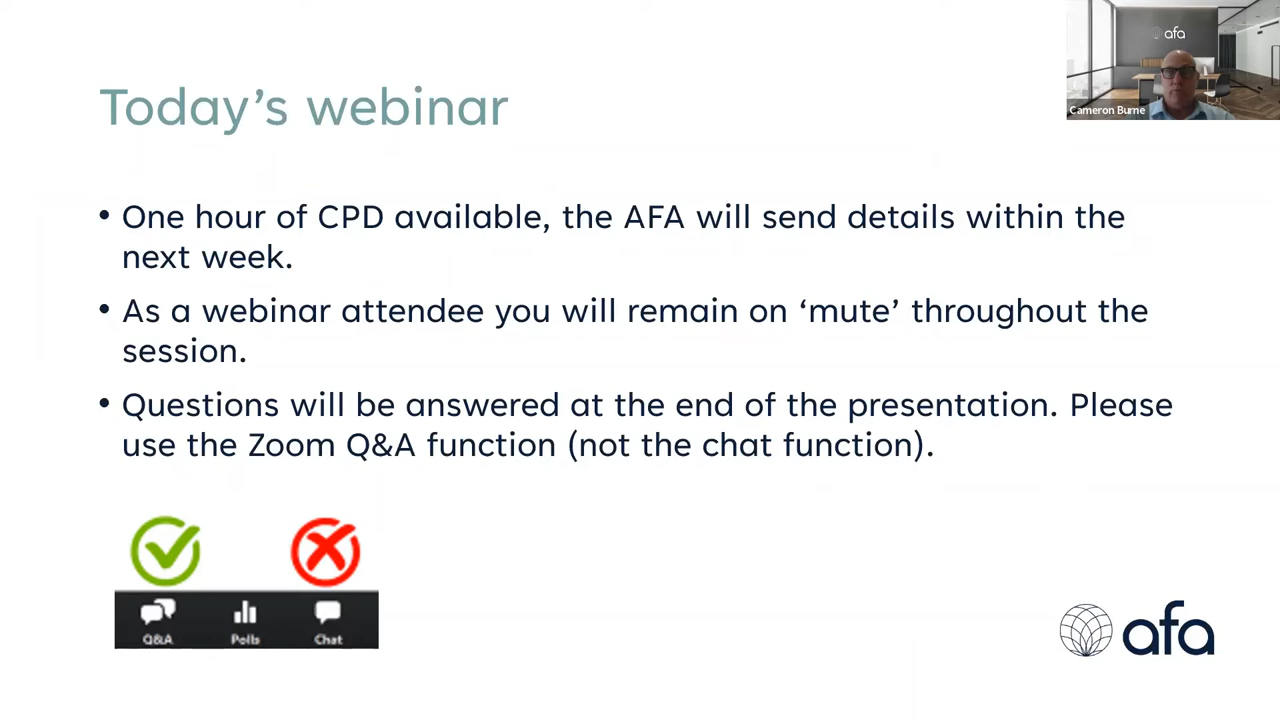 afa
Cameron Burne
Today’s webinar
• One hour of CPD available, the AFA will send details within the
next week.
• As a webinar attendee you will remain on ‘mute’ throughout the
session.
• Questions will be answered at the end of the presentation. Please
use the Zoom Q&A function (not the chat function).
Q&A Polls Chat
afa